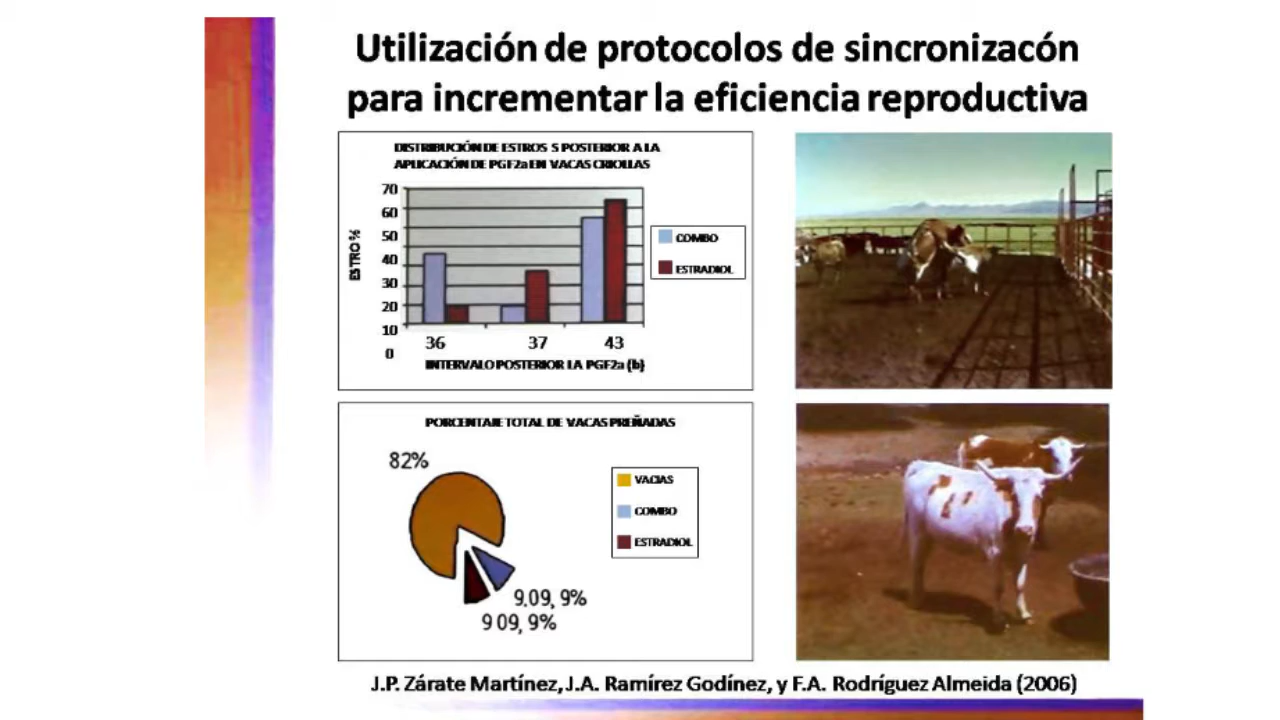 Utilización de protocolos de sincronizacón
para incrementar la eficiencia reproductiva
DISTRIBUCIÓN DE ESTROS S POSTERIOR A LA
APLICACIÓN DE PGF2a EN VACAS CRIOLLAS
70
60
50
40
30
20
10
0
ESTRO %
36 37 43
INTERVALO POSTERIOR LA PGF2a (b)
COMBO
ESTRADIOL
PORCENTAJE TOTAL DE VACAS PREÑADAS
82%
9.09, 9%
9 09, 9%
VACIAS
COMBO
ESTRADIOL
J.P. Zárate Martínez, J.A. Ramírez Godínez, y F.A. Rodríguez Almeida (2006)